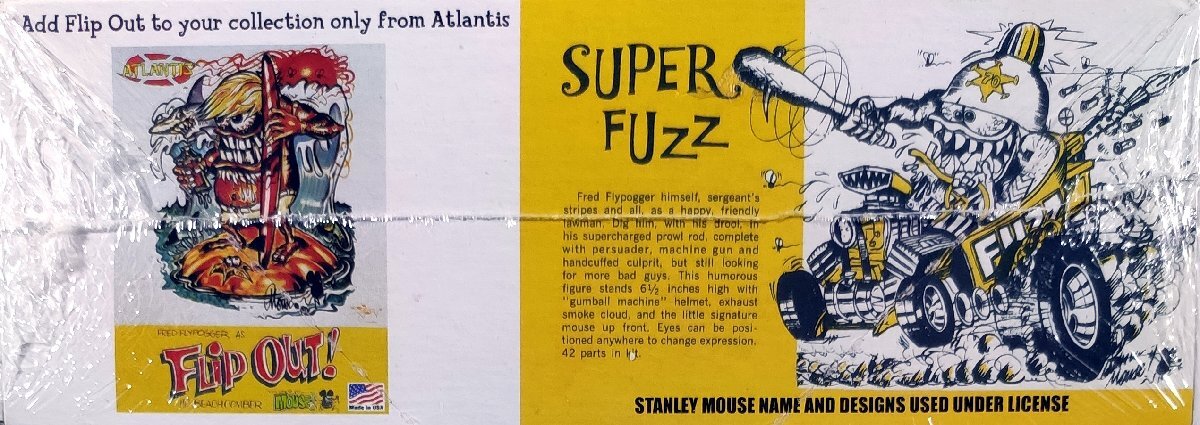 Add Flip Out to your collection only from Atlantis
ATLANTIS
FRED FLYPOGGER AS
FLIP OUT!
BEACHCOMBER
MOUSE
Made in USA
SUPER
FUZZ
Fred Flypogger himself, sergeant's
stripes and all, as a happy, friendly
lawman. Dig him, with his drool, in
his supercharged prowl rod, complete
with persuader, machine gun and
handcuffed culprit, but still looking
for more bad guys. This humorous
figure stands 6½ inches high with
"gumball machine" helmet, exhaust
smoke cloud, and the little signature
mouse up front. Eyes can be posi-
tioned anywhere to change expression.
42 parts in kit.
STANLEY MOUSE NAME AND DESIGNS USED UNDER LICENSE